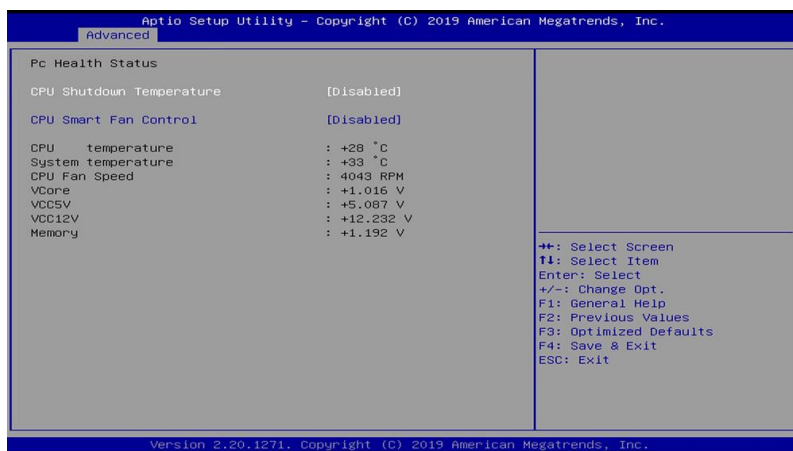 Aptio Setup Utility – Copyright (C) 2019 American Megatrends, Inc.
Advanced
Pc Health Status
CPU Shutdown Temperature [Disabled]
CPU Smart Fan Control [Disabled]
CPU temperature : +28 °C
System temperature : +33 °C
CPU Fan Speed : 4043 RPM
VCore : +1.016 V
VCC5V : +5.087 V
VCC12V : +12.232 V
Memory : +1.192 V
→←: Select Screen
↑↓: Select Item
Enter: Select
+/-: Change Opt.
F1: General Help
F2: Previous Values
F3: Optimized Defaults
F4: Save & Exit
ESC: Exit
Version 2.20.1271. Copyright (C) 2019 American Megatrends, Inc.